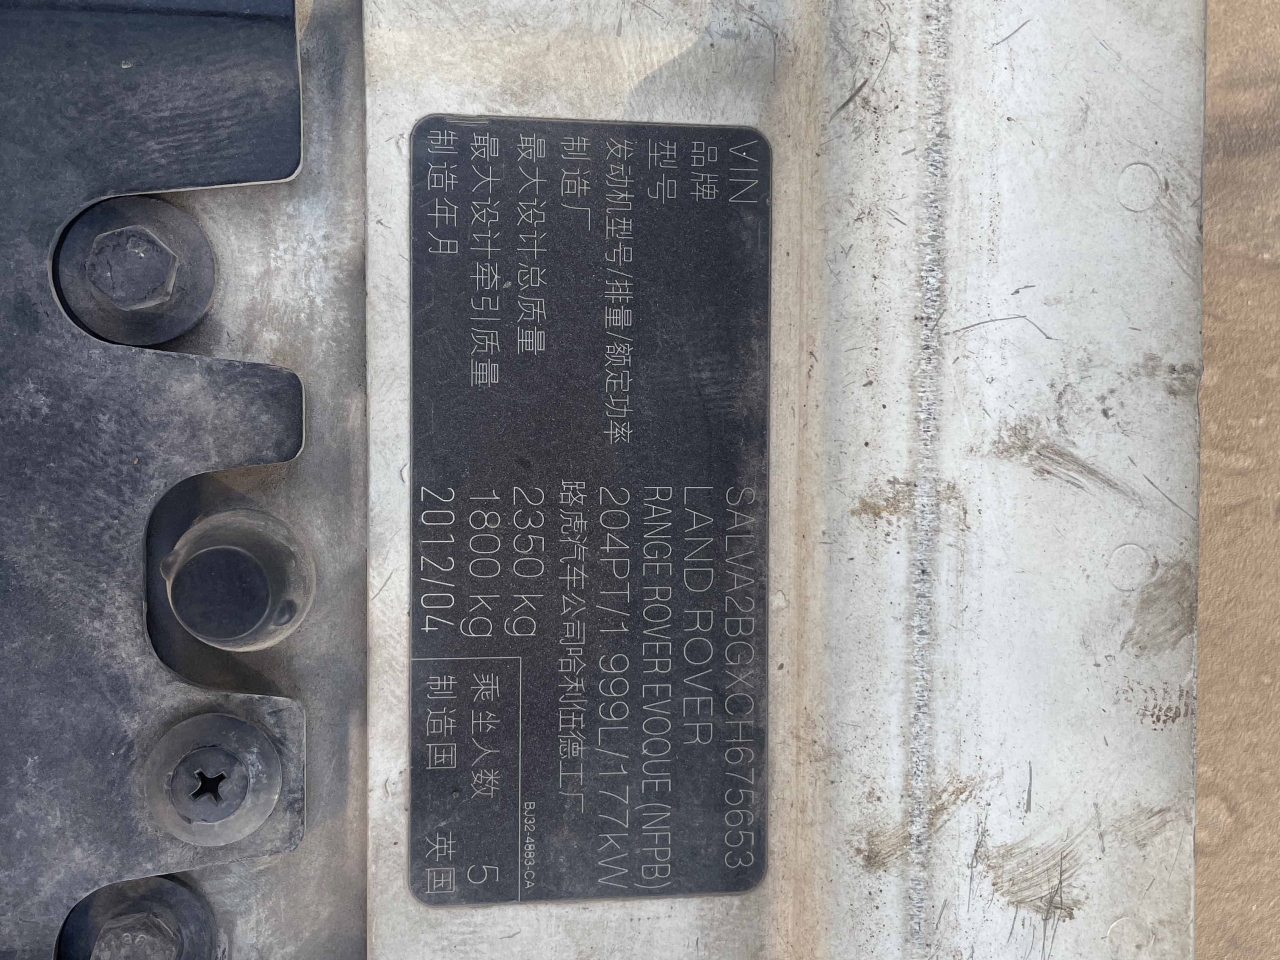 VIN SALVA2BGXCH675653
品牌 LAND ROVER
型号 RANGE ROVER EVOQUE (NFPB)
发动机型号/排量/额定功率 204PT/1.999L/177kW
制造厂 路虎汽车公司哈利伍德工厂
最大设计总质量 2350 kg
最大设计牵引质量 1800 kg
制造年月 2012/04
BJ32-4883-CA
乘坐人数 5
制造国 英国